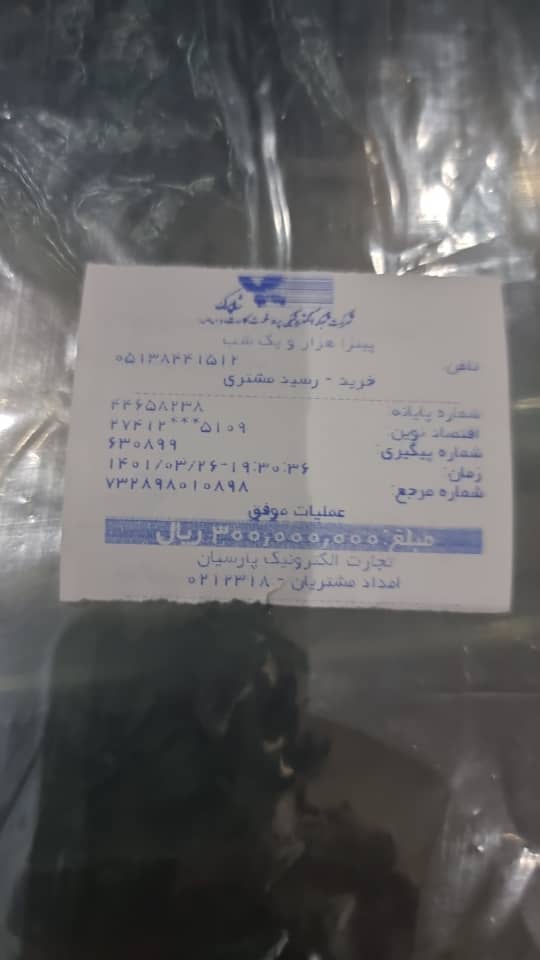 پیتزا هزار و یک شب
تلفن: ۰۵۱۳۸۴۴۱۵۱۲
خرید - رسید مشتری
شماره پایانه: ۴۴۶۵۸۲۳۸
اقتصاد نوین: ۲۷۴۱۲***۵۱۰۹
شماره پیگیری: ۶۳۰۸۹۹
زمان: ۱۴۰۱/۰۳/۲۶-۱۹:۳۰:۳۶
شماره مرجع: ۷۳۲۸۹۸۰۱۰۸۹۸
عملیات موفق
مبلغ: ۳۰۰,۰۰۰,۰۰۰ ریال
تجارت الکترونیک پارسیان
امداد مشتریان - ۰۲۱۲۳۱۸